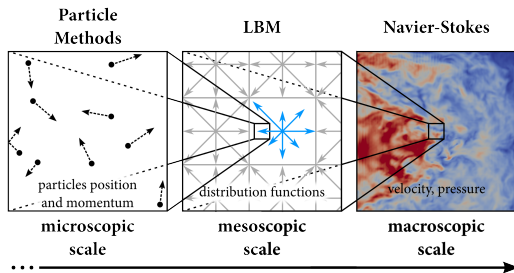 Particle
Methods
LBM
Navier-Stokes
particles position
and momentum
distribution functions
velocity, pressure
microscopic
scale
mesoscopic
scale
macroscopic
scale